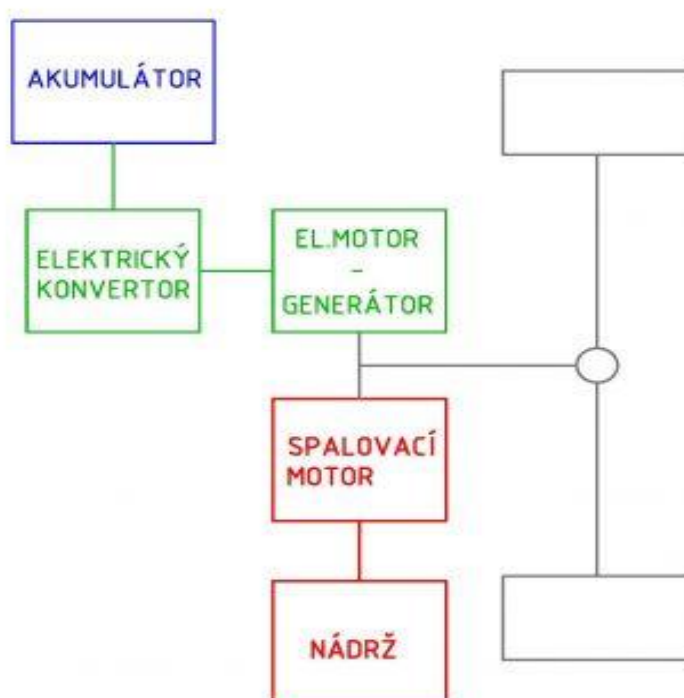 AKUMULÁTOR
ELEKTRICKÝ
KONVERTOR
EL.MOTOR
-
GENERÁTOR
SPALOVACÍ
MOTOR
NÁDRŽ